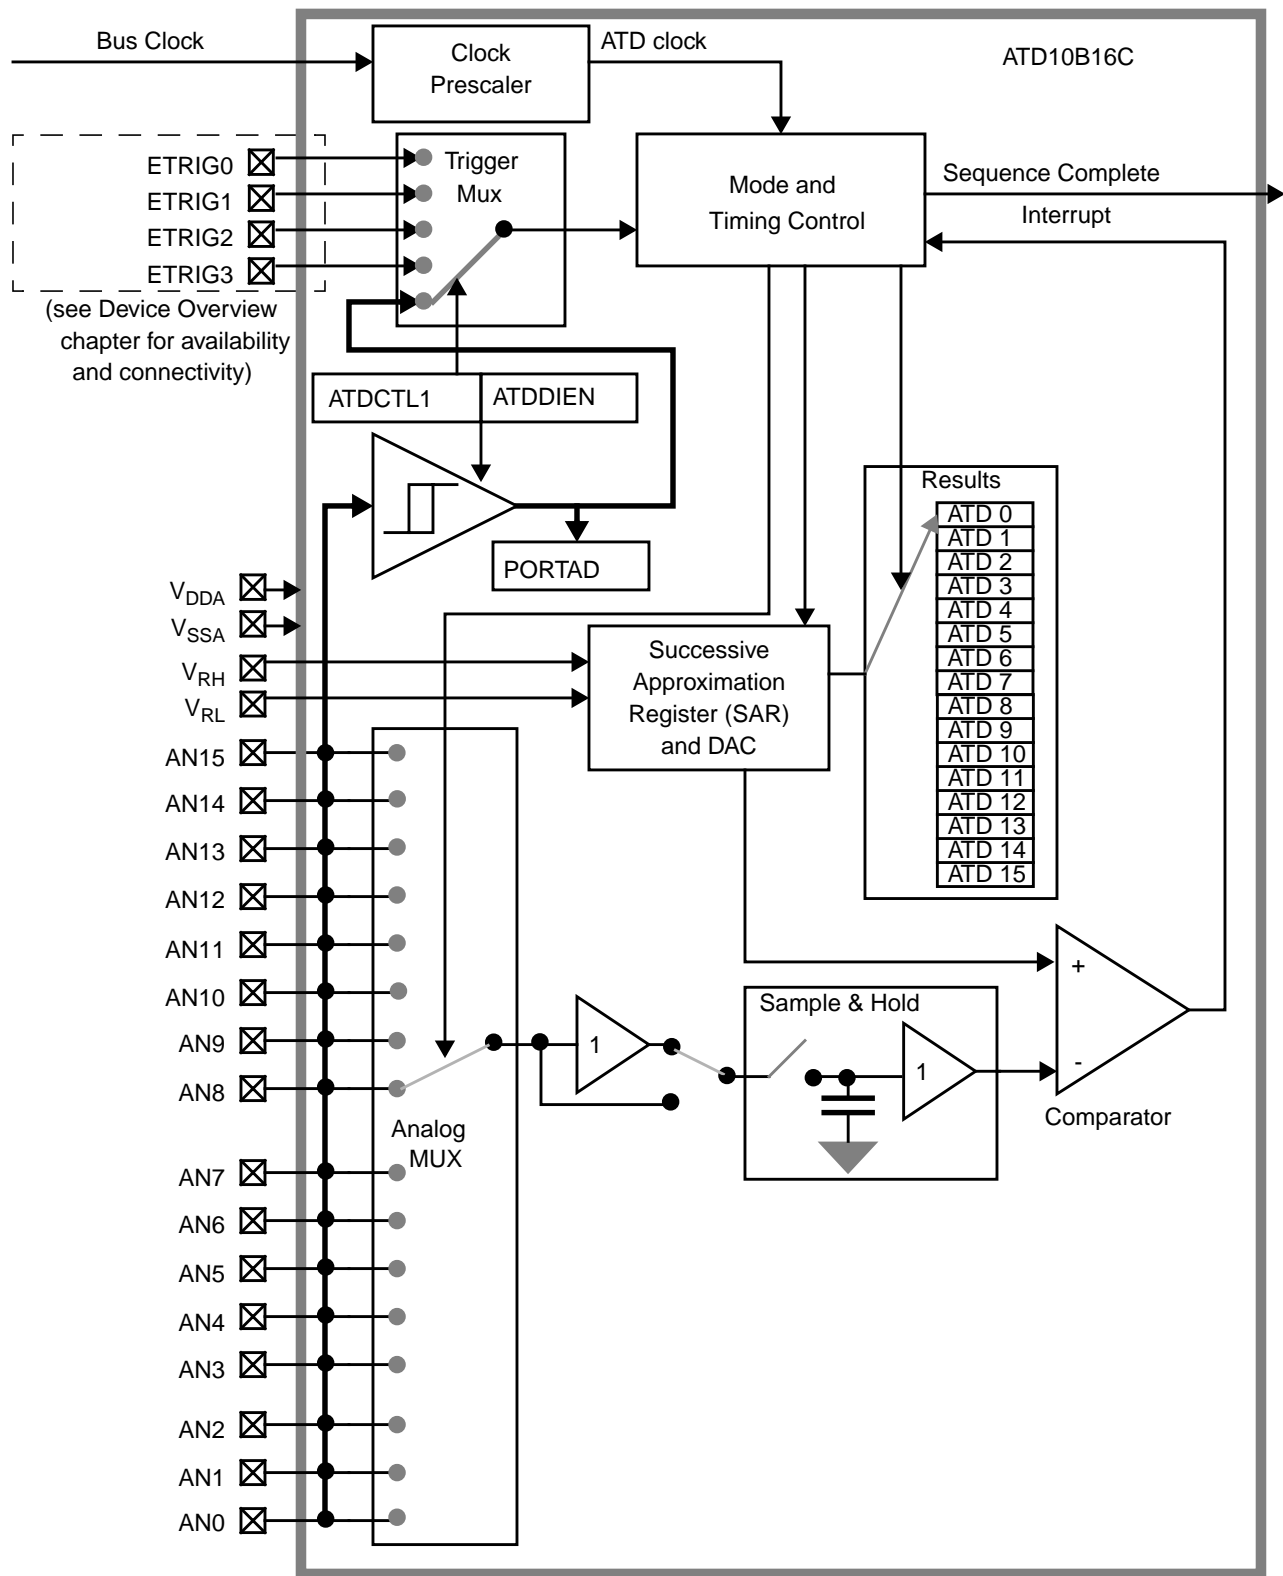 Bus Clock
Clock
Prescaler
ATD clock
ATD10B16C
ETRIG0
ETRIG1
ETRIG2
ETRIG3
(see Device Overview
chapter for availability
and connectivity)
Trigger
Mux
Mode and
Timing Control
Sequence Complete
Interrupt
ATDCTL1
ATDDIEN
PORTAD
Results
ATD 0
ATD 1
ATD 2
ATD 3
ATD 4
ATD 5
ATD 6
ATD 7
ATD 8
ATD 9
ATD 10
ATD 11
ATD 12
ATD 13
ATD 14
ATD 15
VDDA
VSSA
VRH
VRL
Successive
Approximation
Register (SAR)
and DAC
AN15
AN14
AN13
AN12
AN11
AN10
AN9
AN8
AN7
AN6
AN5
AN4
AN3
AN2
AN1
AN0
Analog
MUX
1
Sample & Hold
1
+
-
Comparator